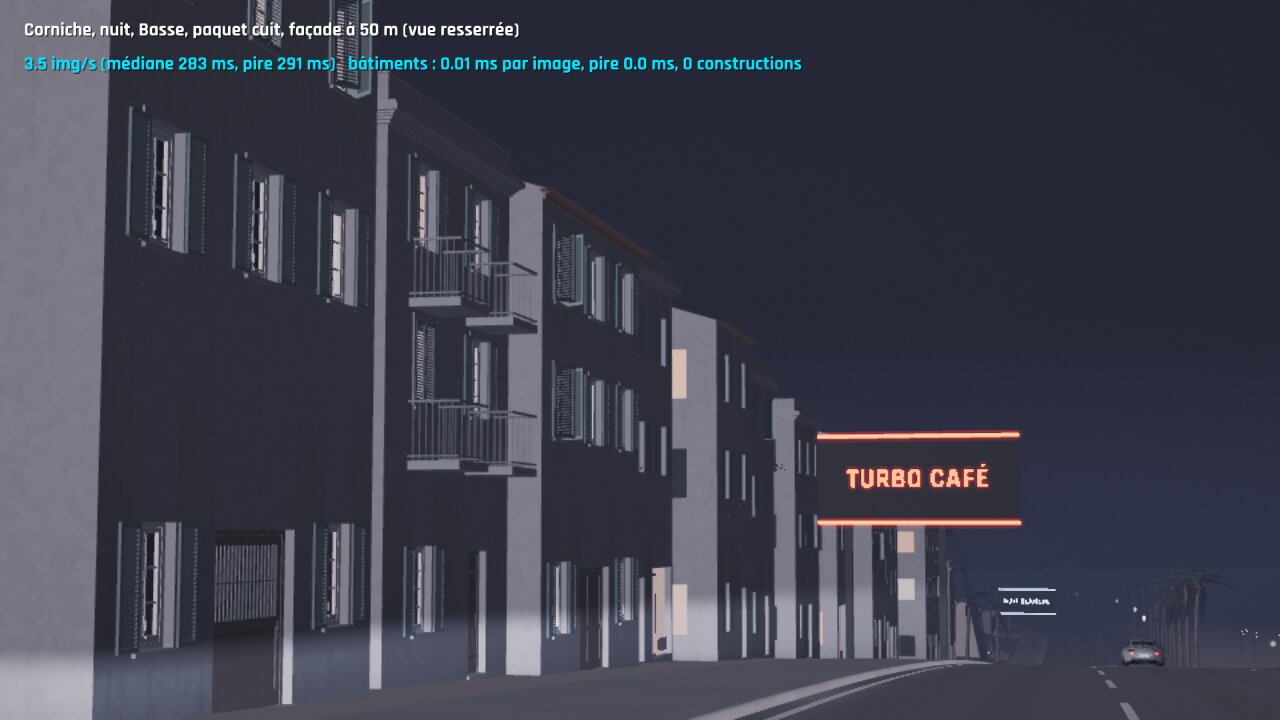 Corniche, nuit, Basse, paquet cuit, façade à 50 m (vue resserrée)
3.5 img/s (médiane 283 ms, pire 291 ms) bâtiments : 0.01 ms par image, pire 0.0 ms, 0 constructions
TURBO CAFÉ